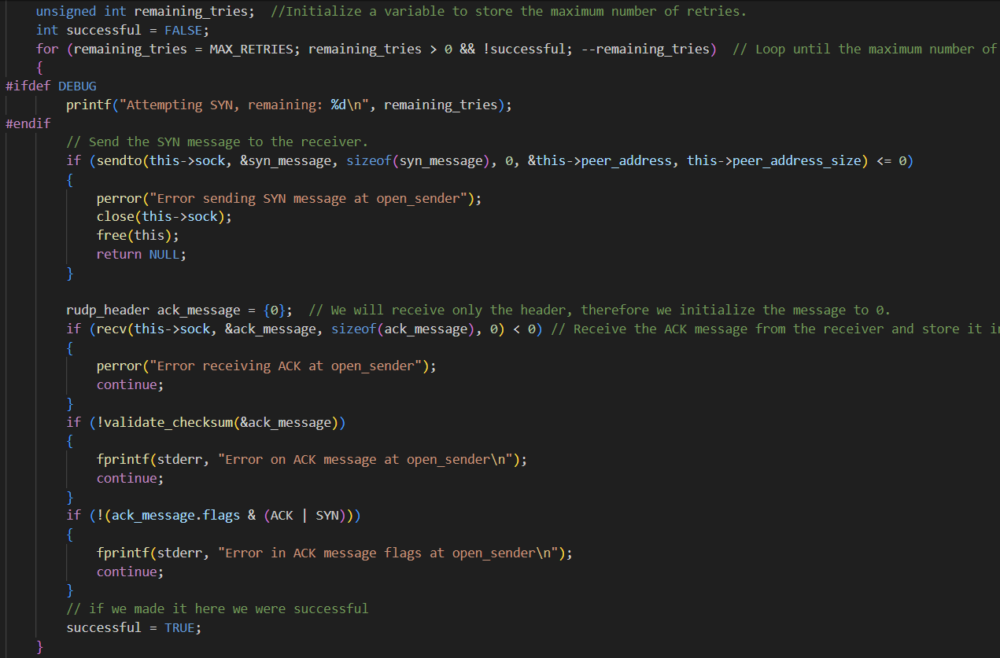 unsigned int remaining_tries;  //Initialize a variable to store the maximum number of retries.
int successful = FALSE;
for (remaining_tries = MAX_RETRIES; remaining_tries > 0 && !successful; --remaining_tries)  // Loop until the maximum number of
{
#ifdef DEBUG
printf("Attempting SYN, remaining: %d\n", remaining_tries);
#endif
// Send the SYN message to the receiver.
if (sendto(this->sock, &syn_message, sizeof(syn_message), 0, &this->peer_address, this->peer_address_size) <= 0)
{
perror("Error sending SYN message at open_sender");
close(this->sock);
free(this);
return NULL;
}
rudp_header ack_message = {0};  // We will receive only the header, therefore we initialize the message to 0.
if (recv(this->sock, &ack_message, sizeof(ack_message), 0) < 0) // Receive the ACK message from the receiver and store it
{
perror("Error receiving ACK at open_sender");
continue;
}
if (!validate_checksum(&ack_message))
{
fprintf(stderr, "Error on ACK message at open_sender\n");
continue;
}
if (!(ack_message.flags & (ACK | SYN)))
{
fprintf(stderr, "Error in ACK message flags at open_sender\n");
continue;
}
// if we made it here we were successful
successful = TRUE;
}